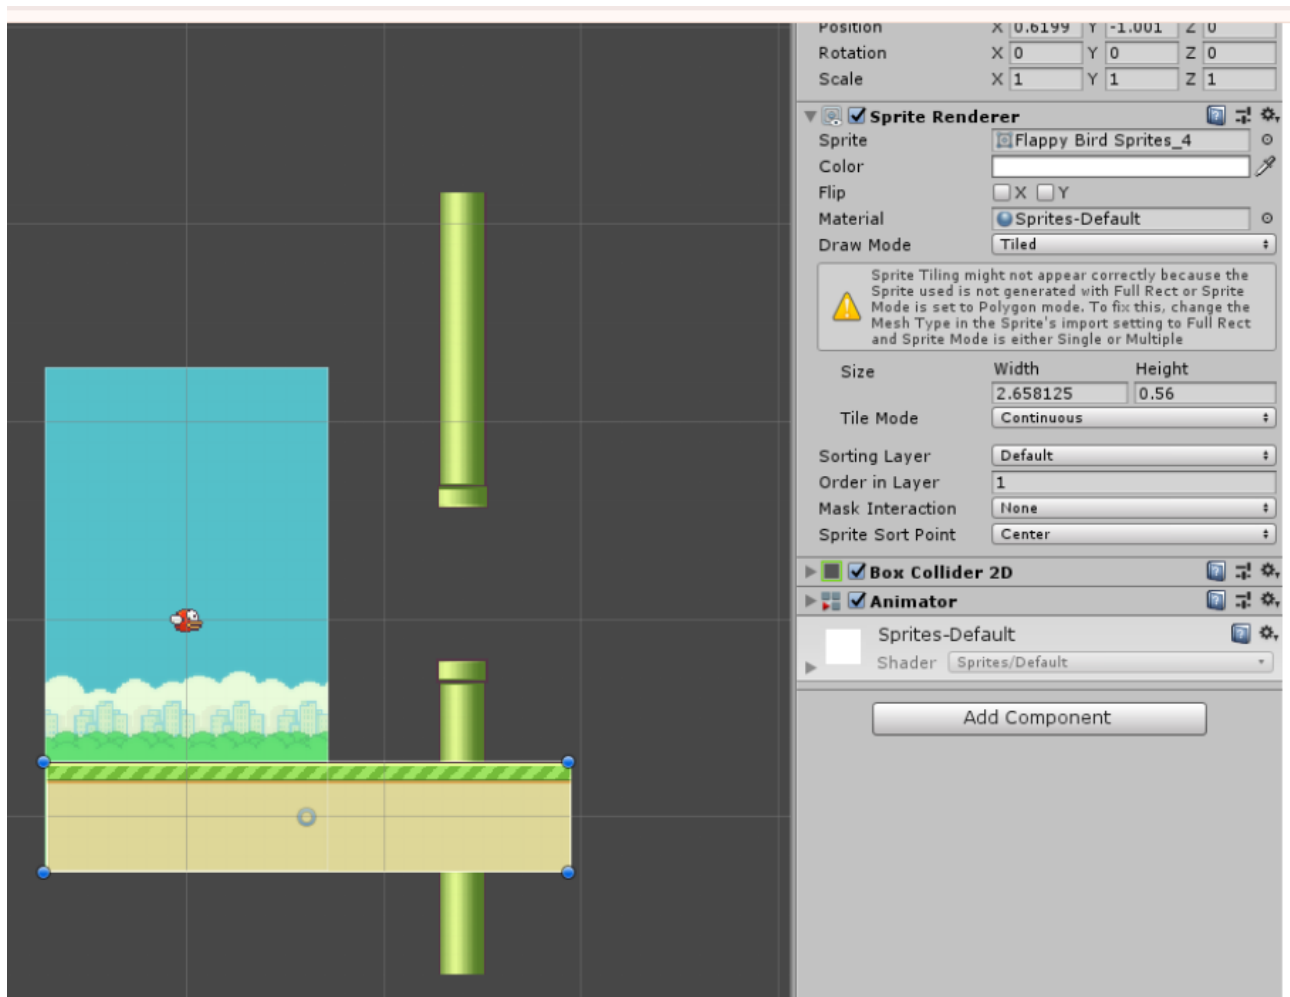 Position X 0.6199 Y -1.001 Z 0
Rotation X 0 Y 0 Z 0
Scale X 1 Y 1 Z 1
Sprite Renderer
Sprite Flappy Bird Sprites_4
Color
Flip X Y
Material Sprites-Default
Draw Mode Tiled
Sprite Tiling might not appear correctly because the
Sprite used is not generated with Full Rect or Sprite
Mode is set to Polygon mode. To fix this, change the
Mesh Type in the Sprite's import setting to Full Rect
and Sprite Mode is either Single or Multiple
Size Width Height
2.658125 0.56
Tile Mode Continuous
Sorting Layer Default
Order in Layer 1
Mask Interaction None
Sprite Sort Point Center
Box Collider 2D
Animator
Sprites-Default
Shader Sprites/Default
Add Component